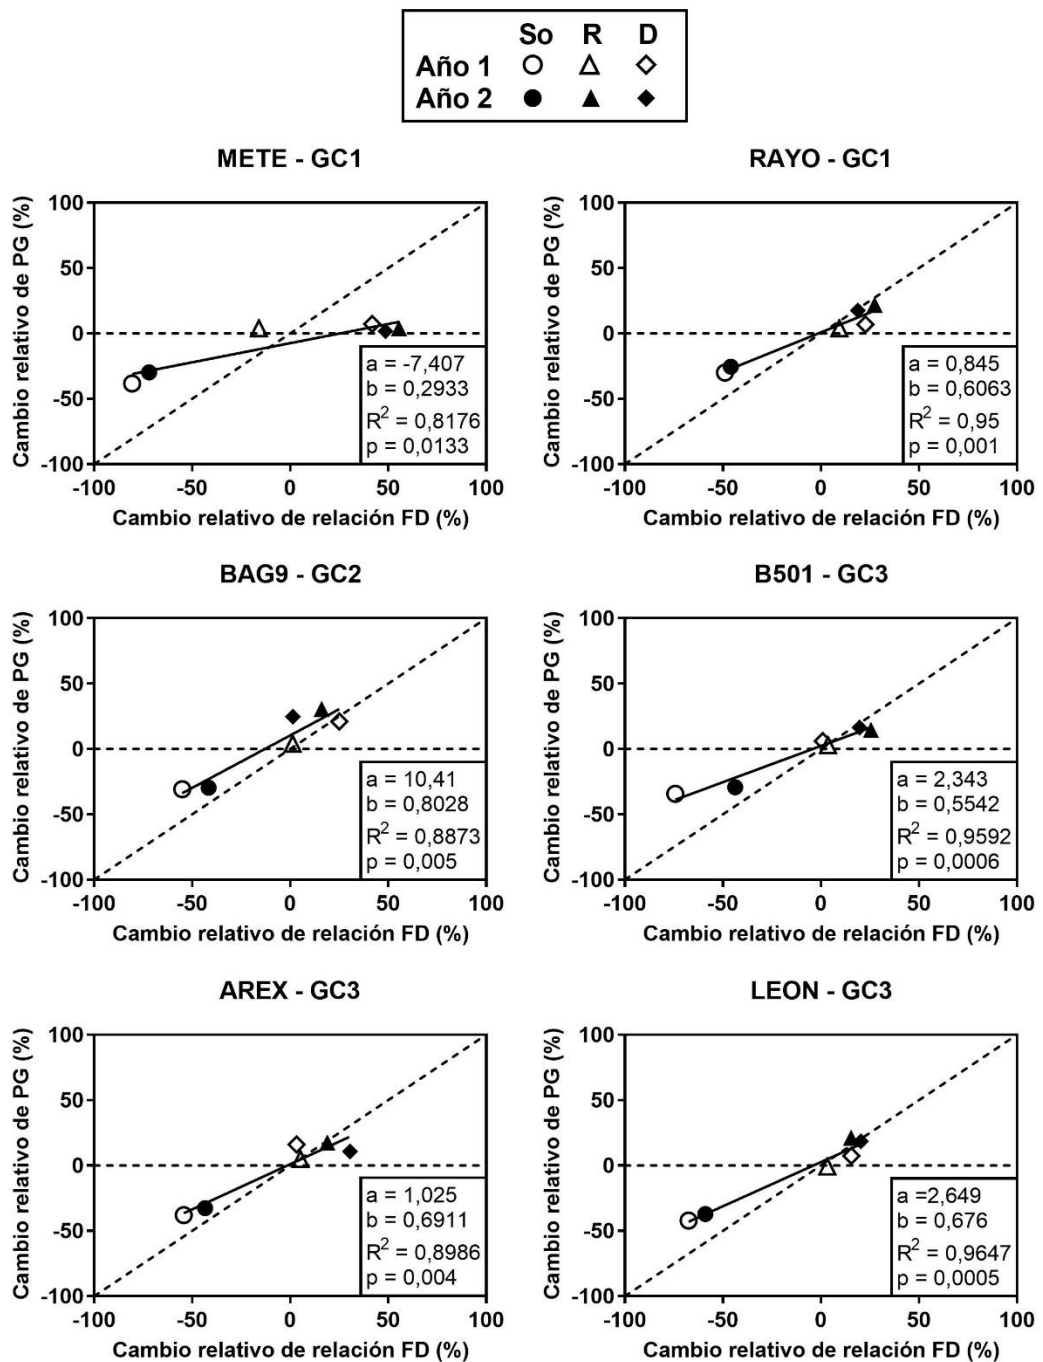 So R D
Año 1
Año 2
METE - GC1
Cambio relativo de PG (%)
100
50
0
-50
-100
a = -7,407
b = 0,2933
R² = 0,8176
p = 0,0133
-100 -50 0 50 100
Cambio relativo de relación FD (%)
RAYO - GC1
Cambio relativo de PG (%)
100
50
0
-50
-100
a = 0,845
b = 0,6063
R² = 0,95
p = 0,001
-100 -50 0 50 100
Cambio relativo de relación FD (%)
BAG9 - GC2
Cambio relativo de PG (%)
100
50
0
-50
-100
a = 10,41
b = 0,8028
R² = 0,8873
p = 0,005
-100 -50 0 50 100
Cambio relativo de relación FD (%)
B501 - GC3
Cambio relativo de PG (%)
100
50
0
-50
-100
a = 2,343
b = 0,5542
R² = 0,9592
p = 0,0006
-100 -50 0 50 100
Cambio relativo de relación FD (%)
AREX - GC3
Cambio relativo de PG (%)
100
50
0
-50
-100
a = 1,025
b = 0,6911
R² = 0,8986
p = 0,004
-100 -50 0 50 100
Cambio relativo de relación FD (%)
LEON - GC3
Cambio relativo de PG (%)
100
50
0
-50
-100
a =2,649
b = 0,676
R² = 0,9647
p = 0,0005
-100 -50 0 50 100
Cambio relativo de relación FD (%)